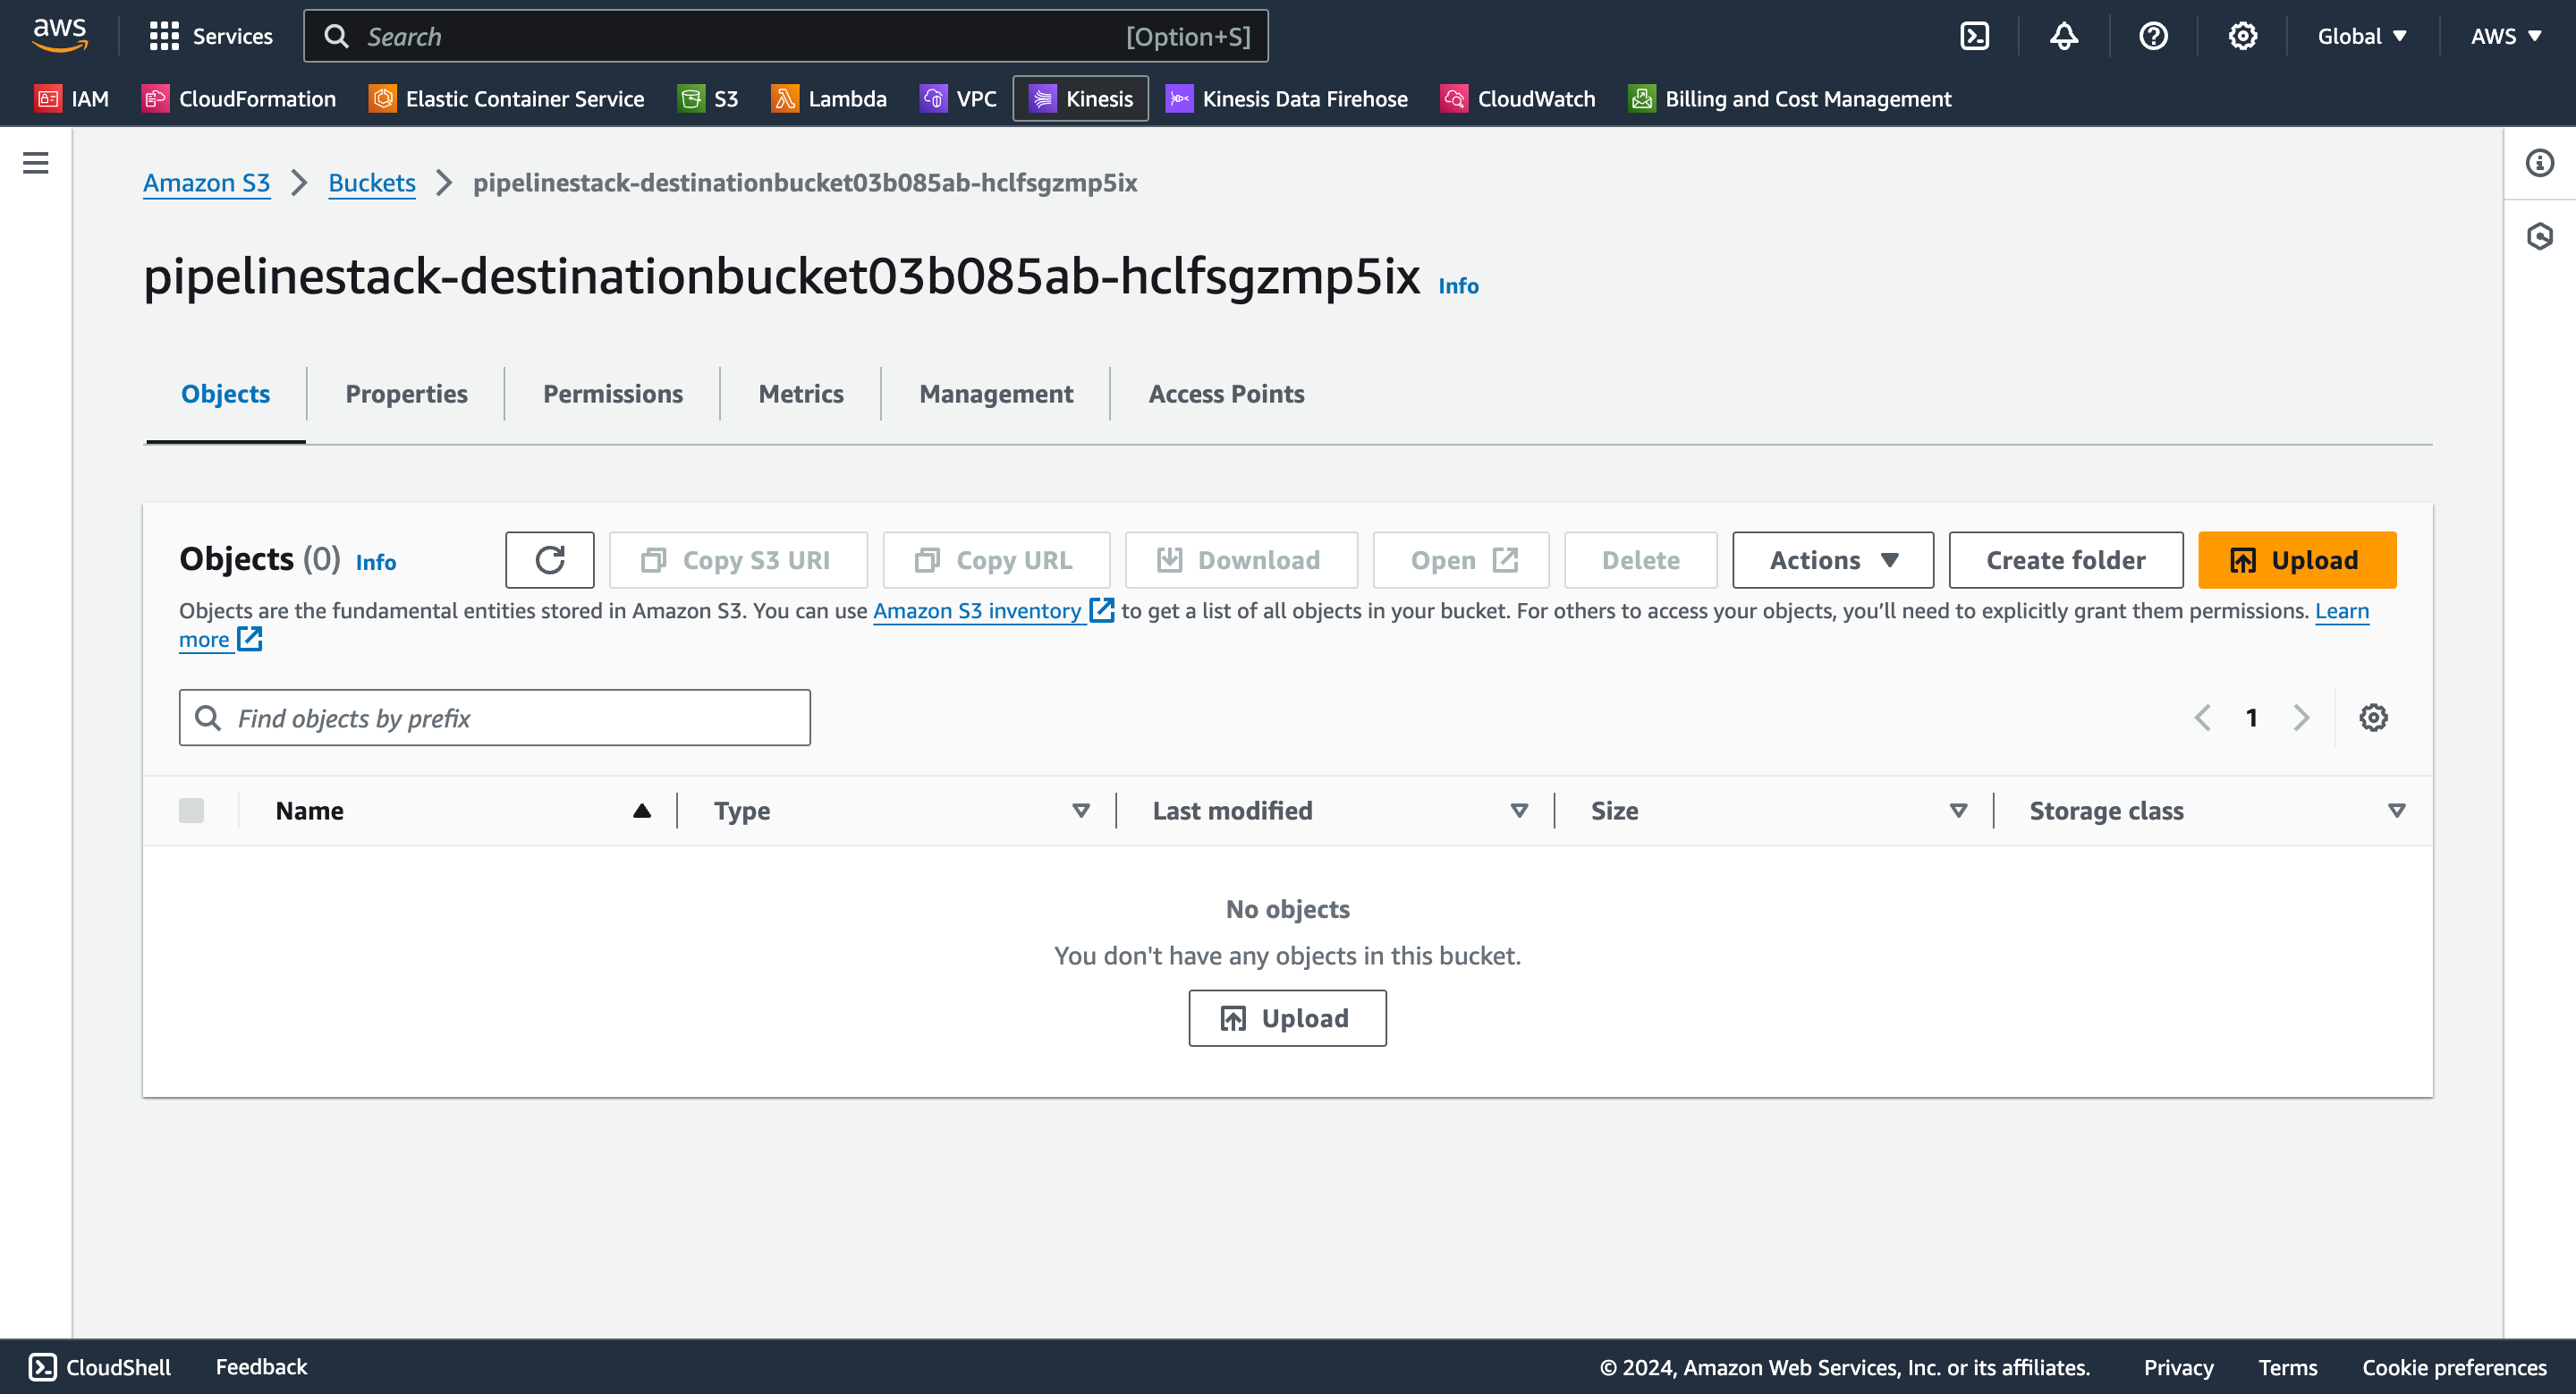 aws Services Search [Option+S] Global AWS
IAM CloudFormation Elastic Container Service S3 Lambda VPC Kinesis Kinesis Data Firehose CloudWatch Billing and Cost Management
Amazon S3 Buckets pipelinestack-destinationbucket03b085ab-hclfsgzmp5ix
pipelinestack-destinationbucket03b085ab-hclfsgzmp5ix Info
Objects Properties Permissions Metrics Management Access Points
Objects (0) Info Copy S3 URI Copy URL Download Open Delete Actions Create folder Upload
Objects are the fundamental entities stored in Amazon S3. You can use Amazon S3 inventory to get a list of all objects in your bucket. For others to access your objects, you’ll need to explicitly grant them permissions. Learn
more
Find objects by prefix 1
Name Type Last modified Size Storage class
No objects
You don't have any objects in this bucket.
Upload
CloudShell Feedback © 2024, Amazon Web Services, Inc. or its affiliates. Privacy Terms Cookie preferences